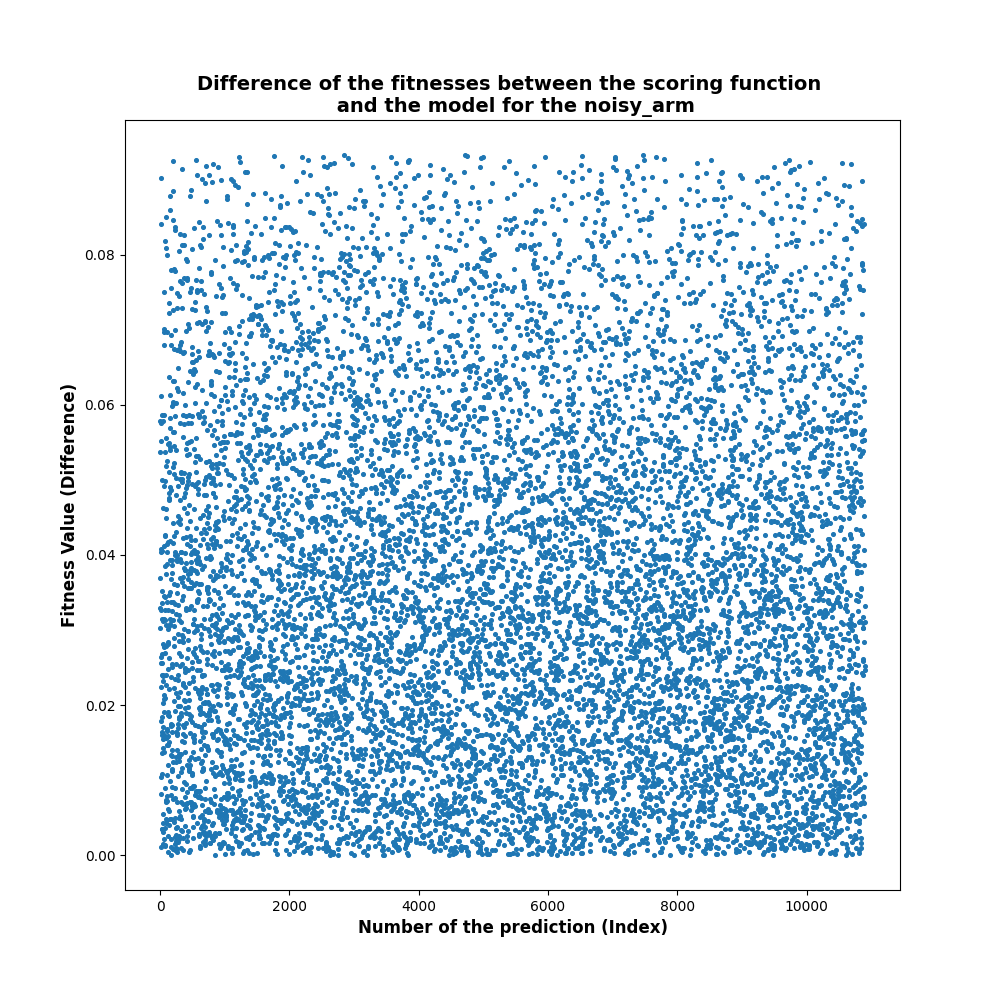 Difference of the fitnesses between the scoring function
and the model for the noisy_arm
Fitness Value (Difference)
0.08
0.06
0.04
0.02
0.00
0 2000 4000 6000 8000 10000
Number of the prediction (Index)